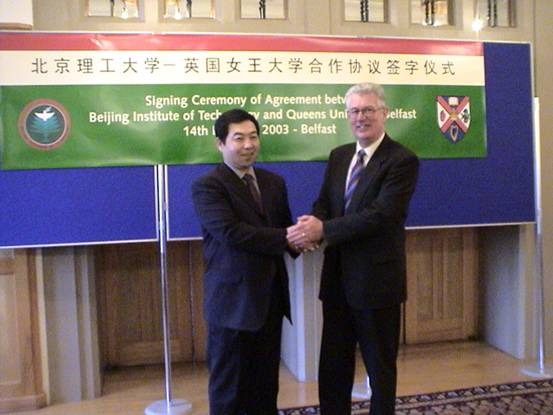 北京理工大学－英国女王大学合作协议签字仪式
Signing Ceremony of Agreement
Beijing Institute of and Queens Belfast
14th 2003 - Belfast